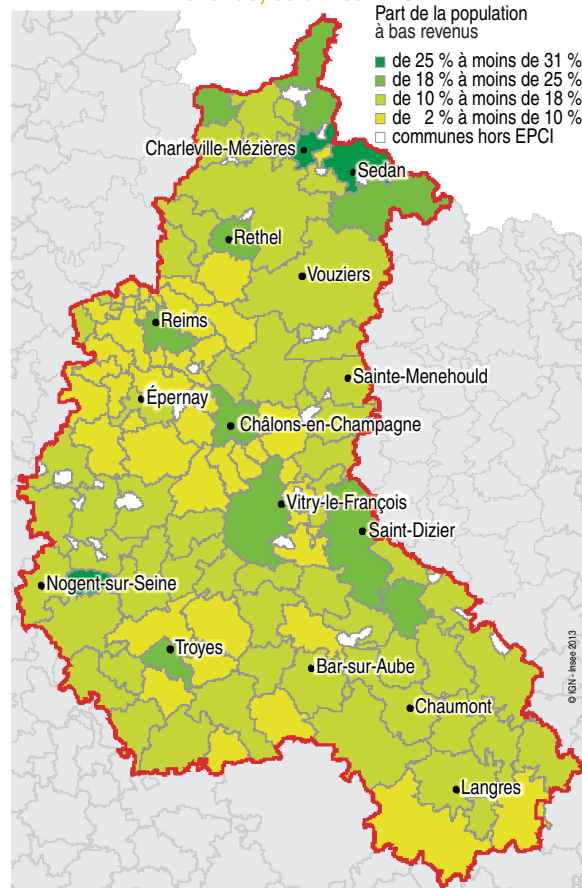 Part de la population
à bas revenus
de 25 % à moins de 31 %
de 18 % à moins de 25 %
de 10 % à moins de 18 %
de 2 % à moins de 10 %
communes hors EPCI
Charleville-Mézières
Sedan
Rethel
Vouziers
Reims
Sainte-Menehould
Épernay
Châlons-en-Champagne
Vitry-le-François
Saint-Dizier
Nogent-sur-Seine
Troyes
Bar-sur-Aube
Chaumont
Langres
© IGN - Insee 2013